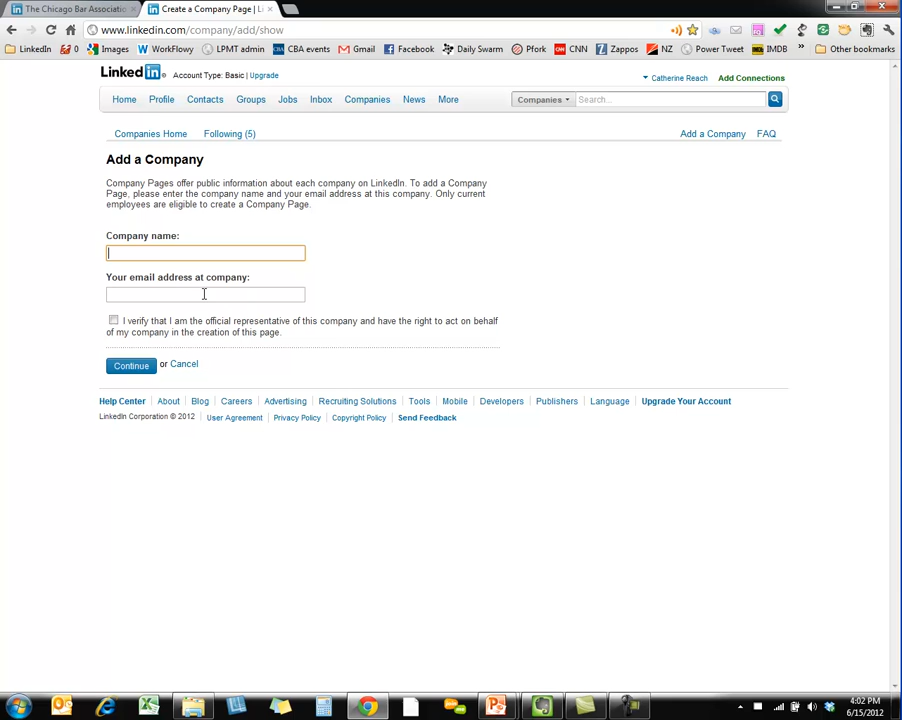 The Chicago Bar Associatio
Create a Company Page | Li
www.linkedin.com/company/add/show
LinkedIn 0 Images WorkFlowy LPMT admin CBA events Gmail Facebook Daily Swarm Pfork CNN Zappos NZ Power Tweet IMDB » Other bookmarks
Linked in Account Type: Basic | Upgrade Catherine Reach Add Connections
Home Profile Contacts Groups Jobs Inbox Companies News More Companies Search...
Companies Home Following (5) Add a Company FAQ
Add a Company
Company Pages offer public information about each company on LinkedIn. To add a Company
Page, please enter the company name and your email address at this company. Only current
employees are eligible to create a Company Page.
Company name:
Your email address at company:
I verify that I am the official representative of this company and have the right to act on behalf
of my company in the creation of this page.
Continue or Cancel
Help Center About Blog Careers Advertising Recruiting Solutions Tools Mobile Developers Publishers Language Upgrade Your Account
LinkedIn Corporation © 2012 User Agreement Privacy Policy Copyright Policy Send Feedback
4:02 PM
6/15/2012